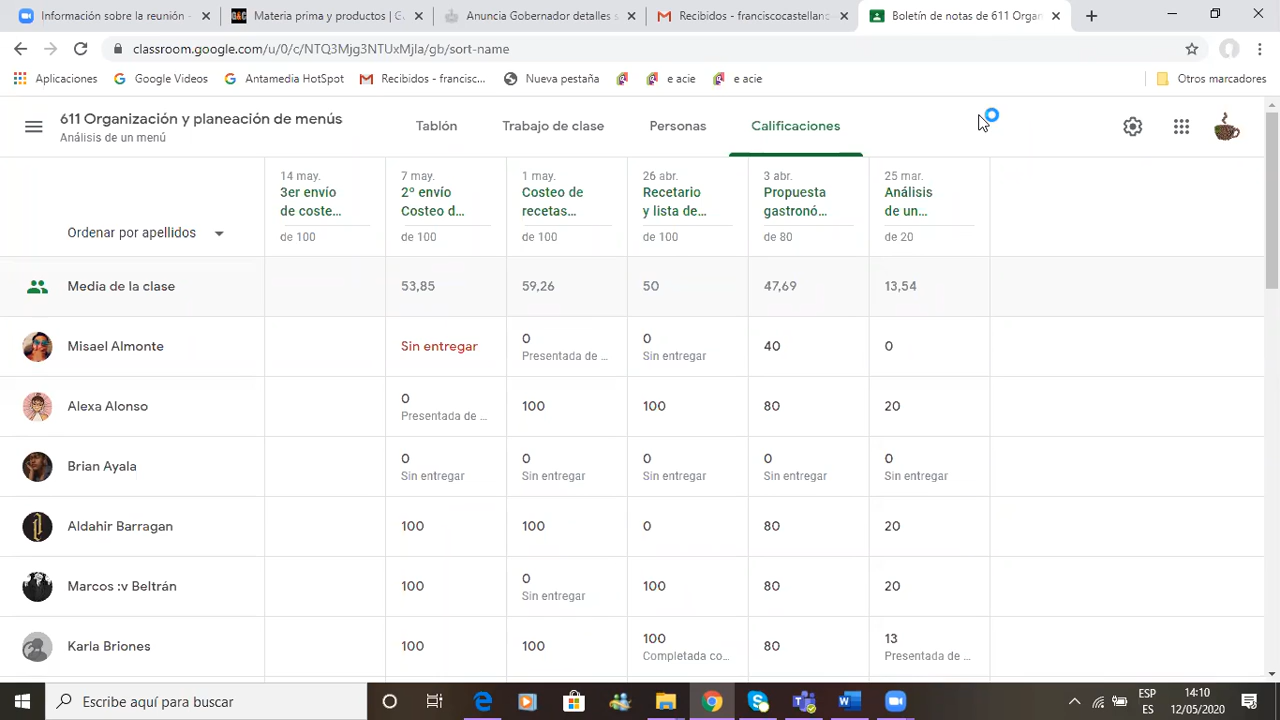 Información sobre la reuni
Materia prima y productos | G
Anuncia Gobernador detalles
Recibidos - franciscocastellano
Boletín de notas de 611 Organ
classroom.google.com/u/0/c/NTQ3Mjg3NTUxMjla/gb/sort-name
Aplicaciones
Google Videos
Antamedia HotSpot
Recibidos - francisc...
Nueva pestaña
e acie
e acie
Otros marcadores
611 Organización y planeación de menús
Análisis de un menú
Tablón
Trabajo de clase
Personas
Calificaciones
14 may. 7 may. 1 may. 26 abr. 3 abr. 25 mar.
3er envío 2º envío Costeo de Recetario Propuesta Análisis
de coste... Costeo d... recetas... y lista de... gastronó... de un...
Ordenar por apellidos
de 100 de 100 de 100 de 100 de 80 de 20
Media de la clase 53,85 59,26 50 47,69 13,54
Misael Almonte Sin entregar 0 0 40 0
Presentada de ... Sin entregar
Alexa Alonso 0 100 100 80 20
Presentada de ...
Brian Ayala 0 0 0 0 0
Sin entregar Sin entregar Sin entregar Sin entregar Sin entregar
Aldahir Barragan 100 100 0 80 20
Marcos :v Beltrán 100 0 100 80 20
Sin entregar
Karla Briones 100 100 100 80 13
Completada co... Presentada de ...
Escribe aquí para buscar
ESP
ES
14:10
12/05/2020